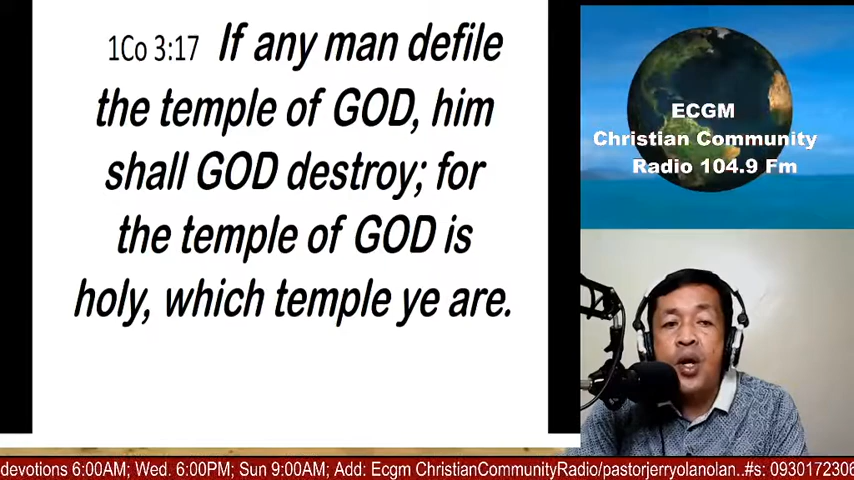 1Co 3:17 If any man defile
the temple of GOD, him
shall GOD destroy; for
the temple of GOD is
holy, which temple ye are.
ECGM
Christian Community
Radio 104.9 Fm
devotions 6:00AM; Wed. 6:00PM; Sun 9:00AM; Add: Ecgm ChristianCommunityRadio/pastorjerryolanolan..#s: 0930172306